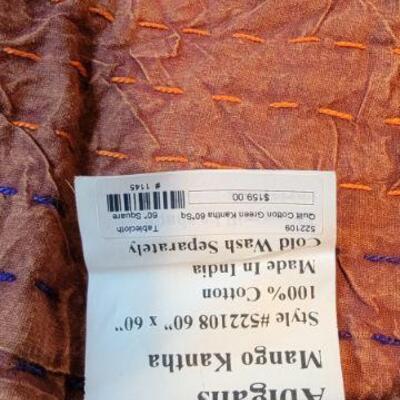 Abigails
Mango Kantha
Style #522108 60" x 60"
100% Cotton
Made In India
Cold Wash Separately
522109
Quilt Cotton Green Kantha 60"Sq
$159.00
Tablecloth
60" Square
# 1145